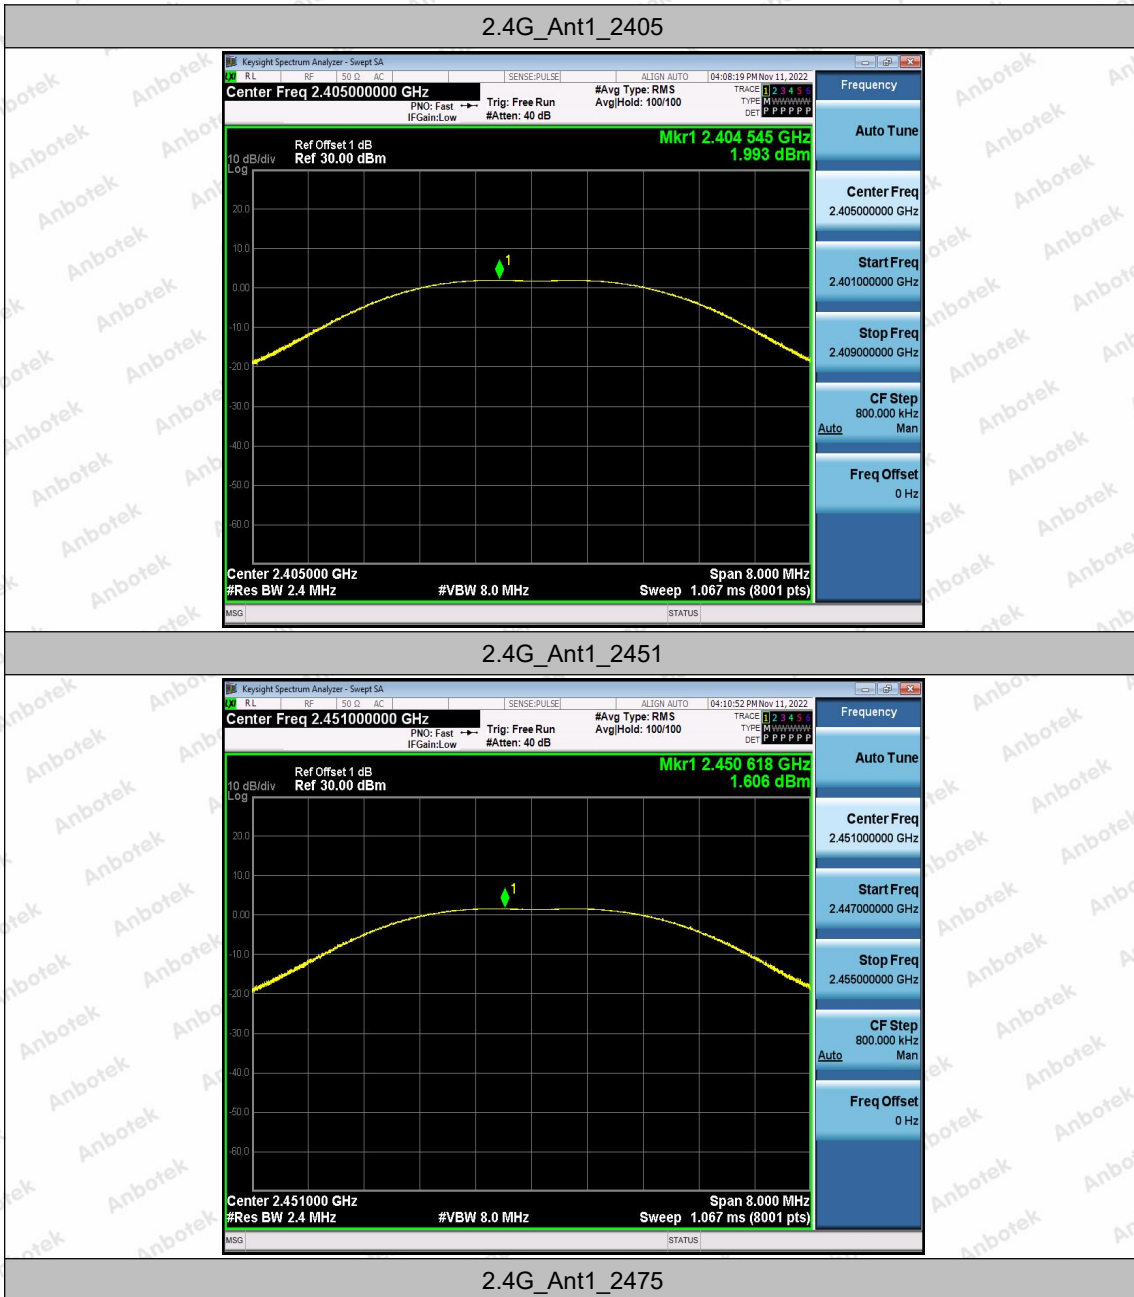 2.4G_Ant1_2405
Keysight Spectrum Analyzer - Swept SA
LXI RL RF 50 Ω AC SENSE:PULSE ALIGN AUTO 04:08:19 PM Nov 11, 2022
Center Freq 2.405000000 GHz
PNO: Fast
IFGain:Low
Trig: Free Run
#Atten: 40 dB
#Avg Type: RMS
Avg|Hold: 100/100
TRACE 1 2 3 4 5 6
TYPE M WWWWW
DET P P P P P P
Frequency
Auto Tune
Center Freq
2.405000000 GHz
Start Freq
2.401000000 GHz
Stop Freq
2.409000000 GHz
CF Step
800.000 kHz
Auto Man
Freq Offset
0 Hz
Mkr1 2.404 545 GHz
1.993 dBm
Ref Offset 1 dB
10 dB/div Ref 30.00 dBm
Log
20.0
10.0
1
0.00
-10.0
-20.0
-30.0
-40.0
-50.0
-60.0
Center 2.405000 GHz Span 8.000 MHz
#Res BW 2.4 MHz #VBW 8.0 MHz Sweep 1.067 ms (8001 pts)
MSG STATUS
2.4G_Ant1_2451
Keysight Spectrum Analyzer - Swept SA
LXI RL RF 50 Ω AC SENSE:PULSE ALIGN AUTO 04:10:52 PM Nov 11, 2022
Center Freq 2.451000000 GHz
PNO: Fast
IFGain:Low
Trig: Free Run
#Atten: 40 dB
#Avg Type: RMS
Avg|Hold: 100/100
TRACE 1 2 3 4 5 6
TYPE M WWWWW
DET P P P P P P
Frequency
Auto Tune
Center Freq
2.451000000 GHz
Start Freq
2.447000000 GHz
Stop Freq
2.455000000 GHz
CF Step
800.000 kHz
Auto Man
Freq Offset
0 Hz
Mkr1 2.450 618 GHz
1.606 dBm
Ref Offset 1 dB
10 dB/div Ref 30.00 dBm
Log
20.0
10.0
1
0.00
-10.0
-20.0
-30.0
-40.0
-50.0
-60.0
Center 2.451000 GHz Span 8.000 MHz
#Res BW 2.4 MHz #VBW 8.0 MHz Sweep 1.067 ms (8001 pts)
MSG STATUS
2.4G_Ant1_2475
Anbotek